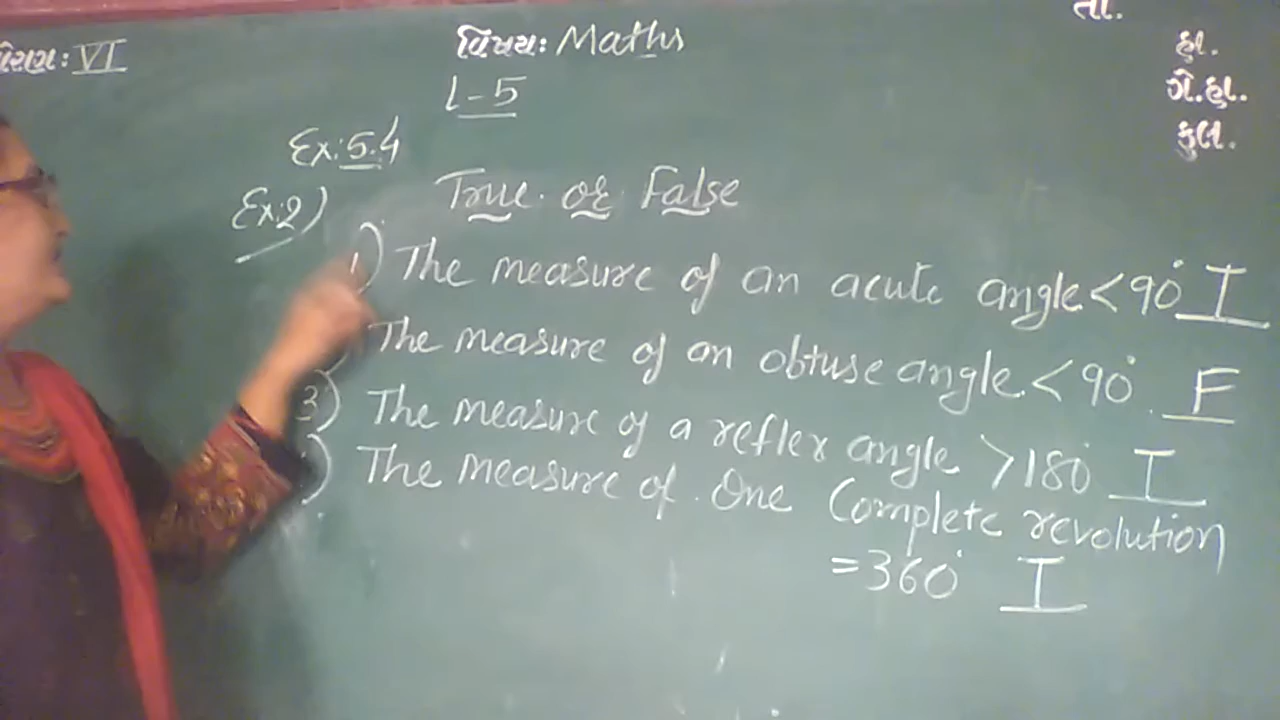 VI
વિષય: Maths
તા.
હા.
ગે.હા.
કુલ.
L-5
Ex:5.4
Ex:2)
True or False
1) The measure of an acute angle < 90° T
The measure of an obtuse angle < 90° F
3) The measure of a reflex angle > 180° T
The measure of One Complete revolution
= 360° T